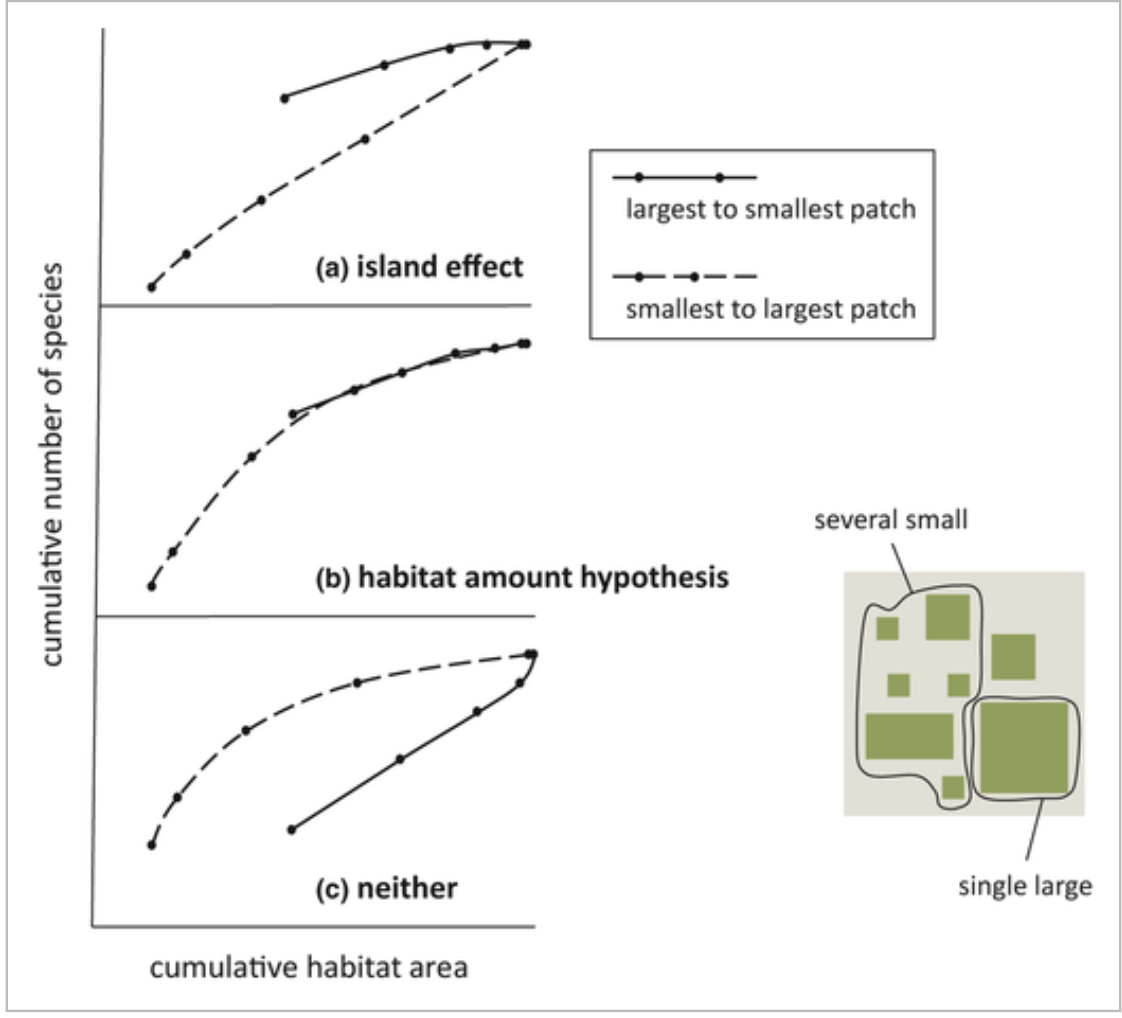 cumulative number of species
(a) island effect
largest to smallest patch
smallest to largest patch
(b) habitat amount hypothesis
(c) neither
cumulative habitat area
several small
single large